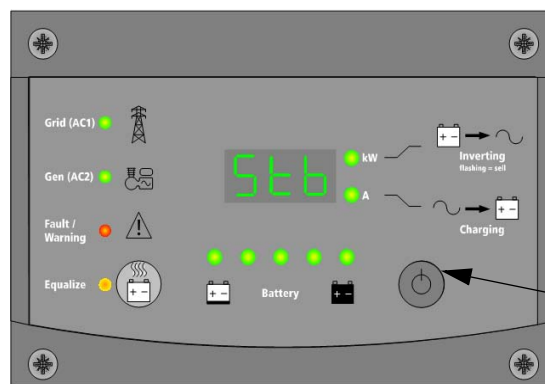 Grid (AC1)
Gen (AC2)
Fault /
Warning
Equalize
Stb
kW
A
Inverting
flashing = sell
Charging
Battery